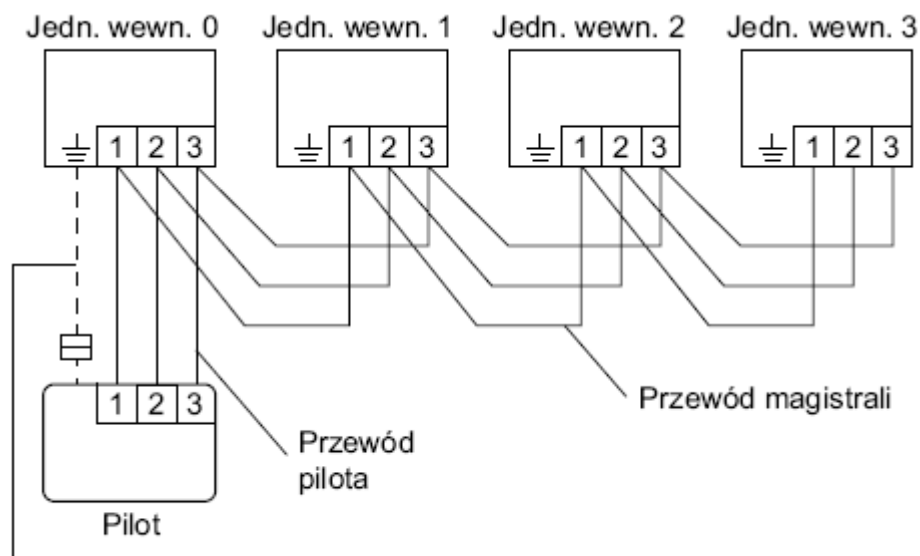 Jedn. wewn. 0 Jedn. wewn. 1 Jedn. wewn. 2 Jedn. wewn. 3
1 2 3 1 2 3 1 2 3 1 2 3
1 2 3
Przewód magistrali
Przewód
pilota
Pilot